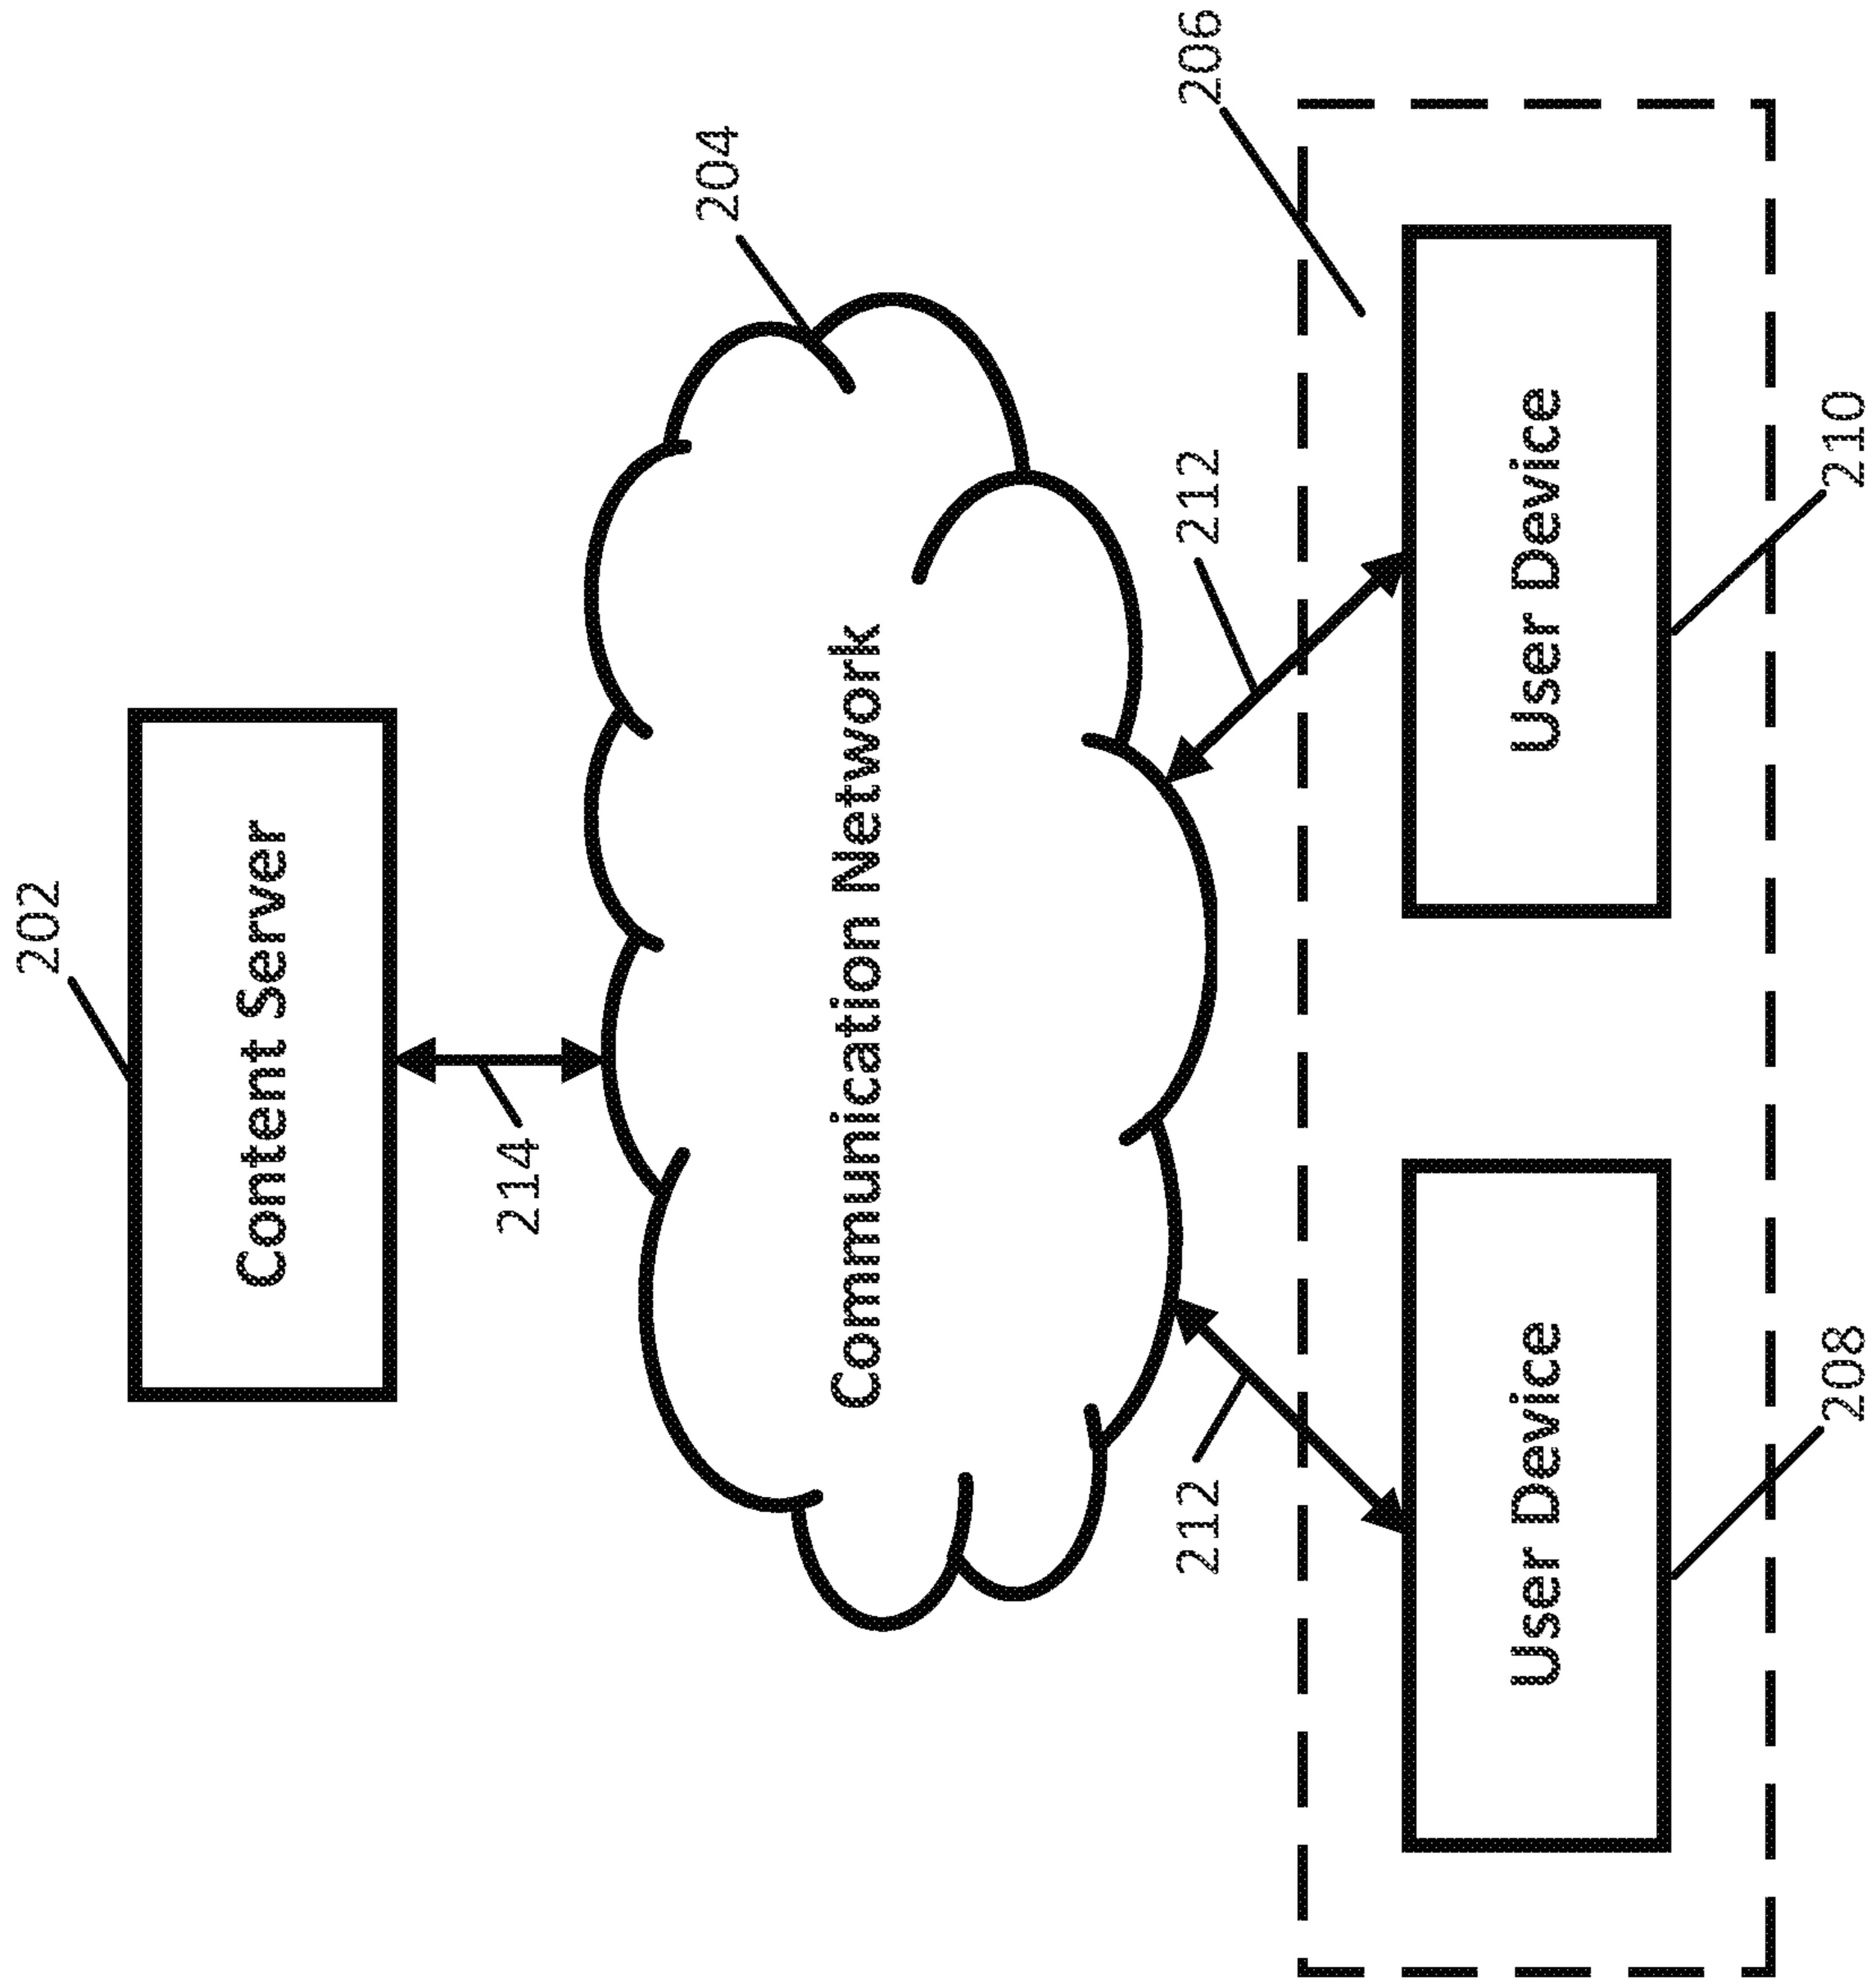 202
Content Server
214
204
Communication Network
212
212
206
User Device
User Device
208
210